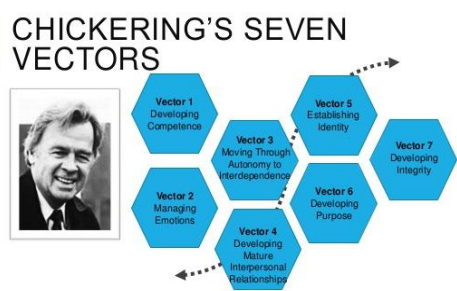 CHICKERING'S SEVEN
VECTORS
Vector 1
Developing
Competence
Vector 2
Managing
Emotions
Vector 3
Moving Through
Autonomy to
Interdependence
Vector 4
Developing
Mature
Interpersonal
Relationships
Vector 5
Establishing
Identity
Vector 6
Developing
Purpose
Vector 7
Developing
Integrity